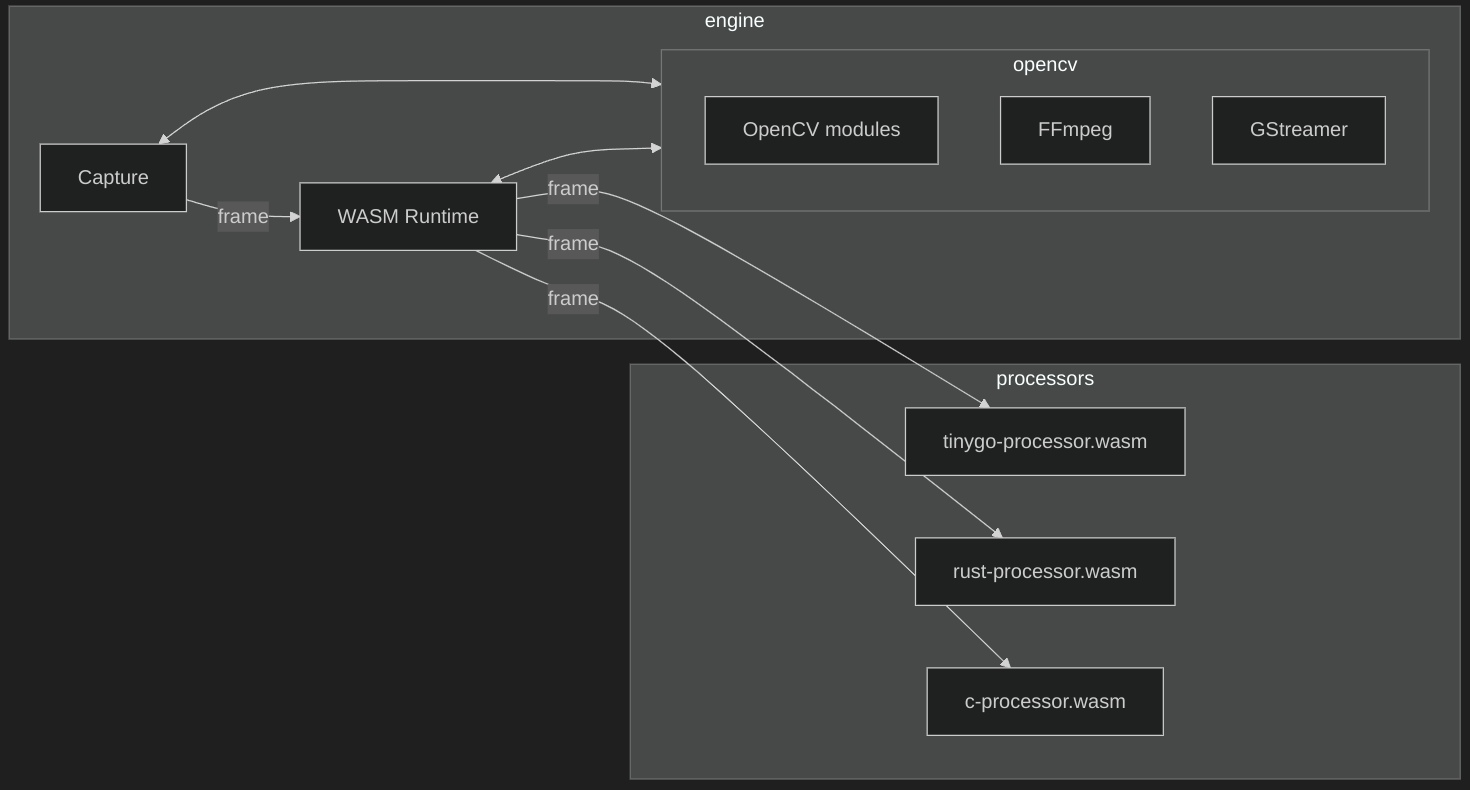 engine
opencv
OpenCV modules
FFmpeg
GStreamer
Capture
frame
WASM Runtime
frame
frame
frame
processors
tinygo-processor.wasm
rust-processor.wasm
c-processor.wasm